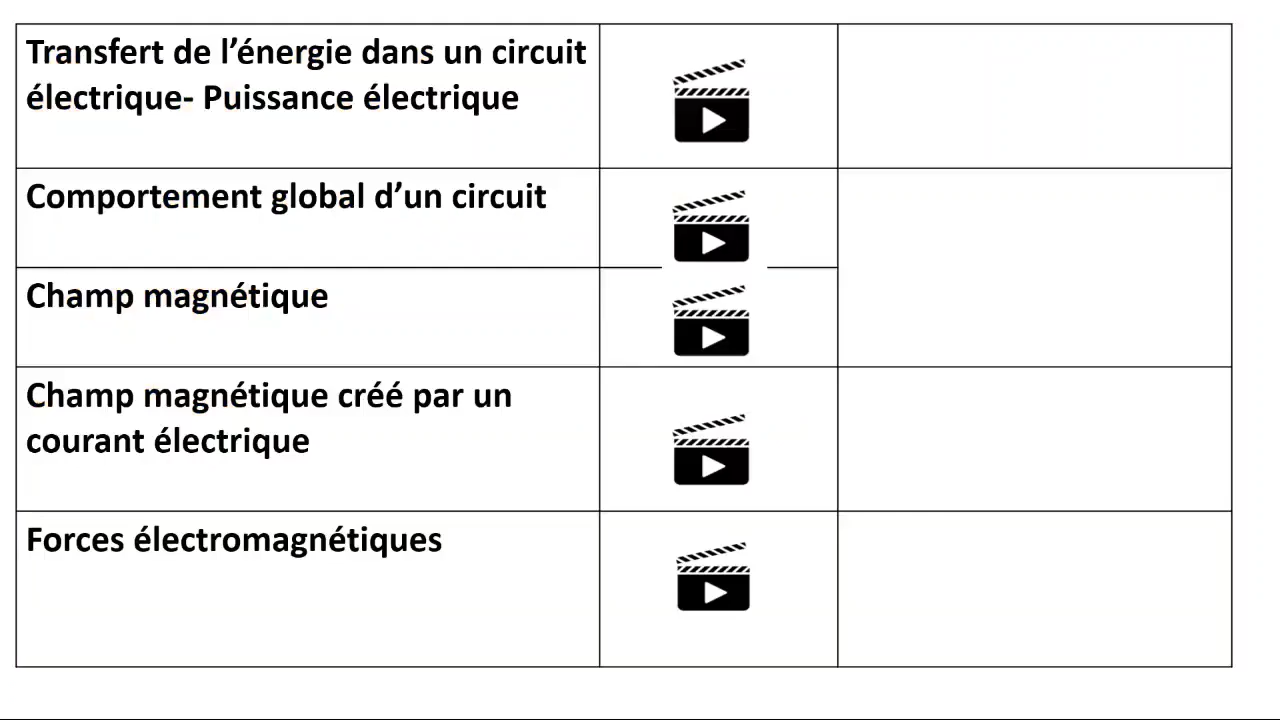 Transfert de l’énergie dans un circuit
électrique- Puissance électrique
Comportement global d’un circuit
Champ magnétique
Champ magnétique créé par un
courant électrique
Forces électromagnétiques